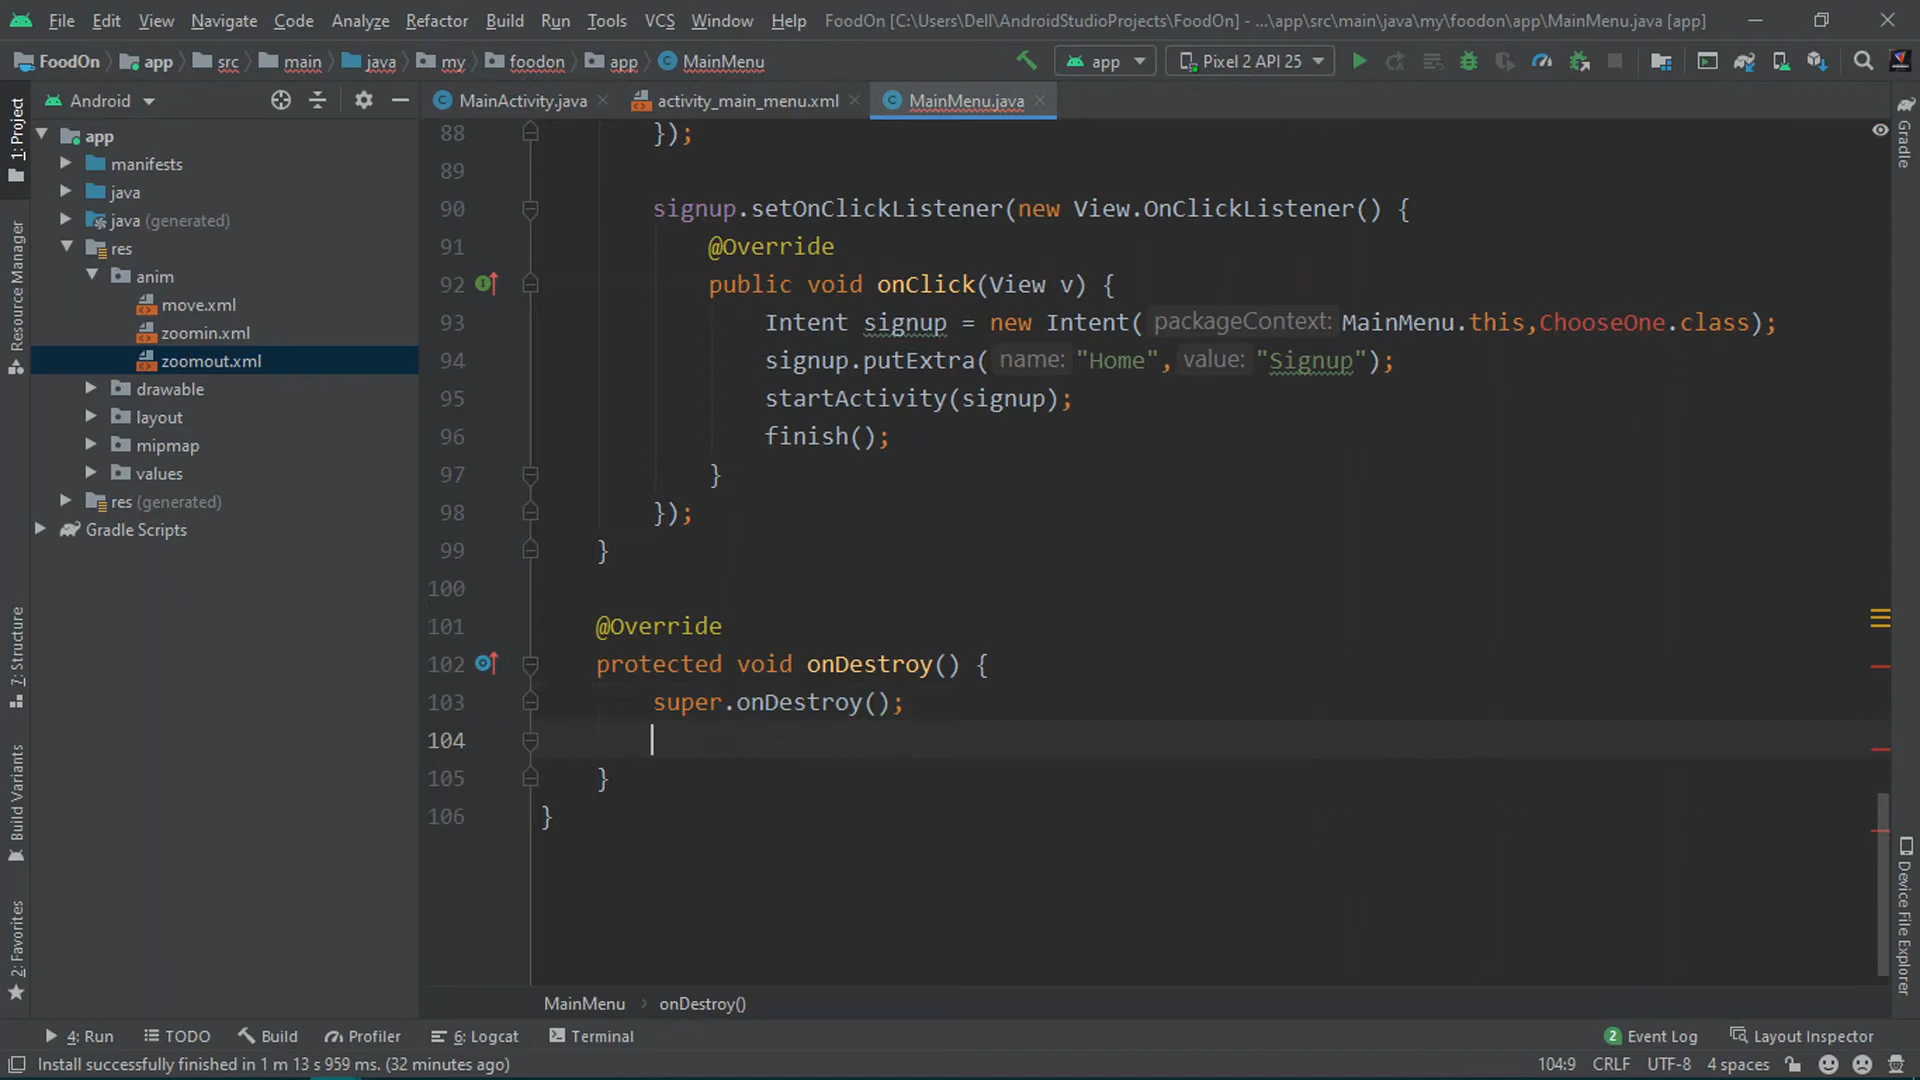 File Edit View Navigate Code Analyze Refactor Build Run Tools VCS Window Help FoodOn [C:\Users\Dell\AndroidStudioProjects\FoodOn] - ...\app\src\main\java\my\foodon\app\MainMenu.java [app]
FoodOn app src main java my foodon app MainMenu app Pixel 2 API 25
Android MainActivity.java activity_main_menu.xml MainMenu.java
1: Project
Resource Manager
7: Structure
Build Variants
2: Favorites
app
manifests
java
java (generated)
res
anim
move.xml
zoomin.xml
zoomout.xml
drawable
layout
mipmap
values
res (generated)
Gradle Scripts
88 });
89
90 signup.setOnClickListener(new View.OnClickListener() {
91 @Override
92 public void onClick(View v) {
93 Intent signup = new Intent( packageContext: MainMenu.this,ChooseOne.class);
94 signup.putExtra( name: "Home", value: "Signup");
95 startActivity(signup);
96 finish();
97 }
98 });
99 }
100
101 @Override
102 protected void onDestroy() {
103 super.onDestroy();
104
105 }
106 }
Gradle
Device File Explorer
MainMenu onDestroy()
4: Run TODO Build Profiler 6: Logcat Terminal 2 Event Log Layout Inspector
Install successfully finished in 1 m 13 s 959 ms. (32 minutes ago) 104:9 CRLF UTF-8 4 spaces